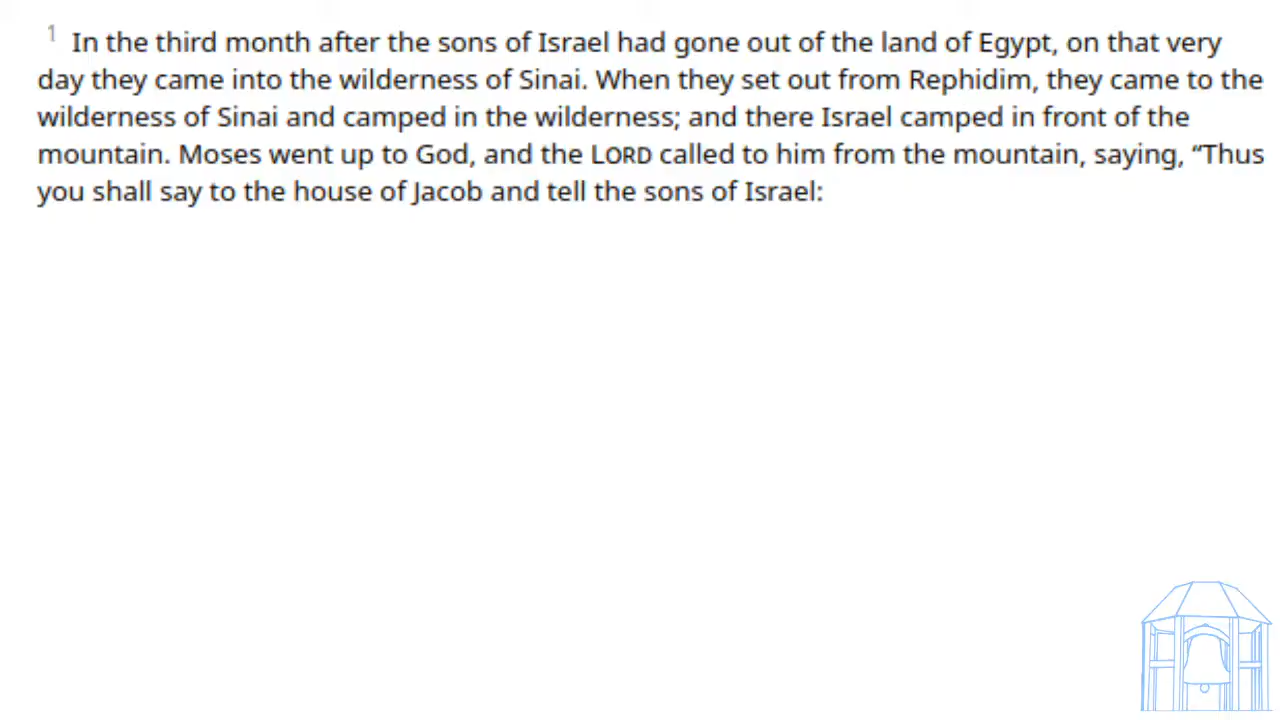 1 In the third month after the sons of Israel had gone out of the land of Egypt, on that very
day they came into the wilderness of Sinai. When they set out from Rephidim, they came to the
wilderness of Sinai and camped in the wilderness; and there Israel camped in front of the
mountain. Moses went up to God, and the LORD called to him from the mountain, saying, “Thus
you shall say to the house of Jacob and tell the sons of Israel: